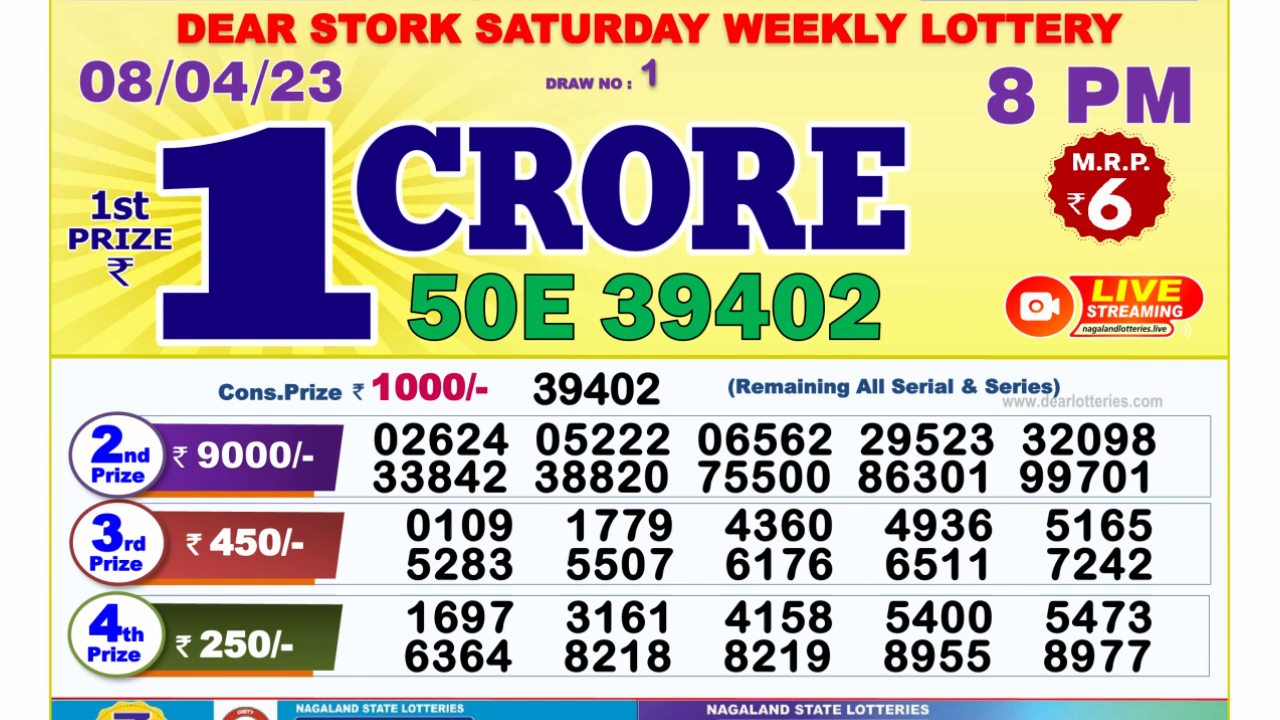 DEAR STORK SATURDAY WEEKLY LOTTERY
08/04/23 DRAW NO : 1 8 PM
1st PRIZE ₹ 1 CRORE
M.R.P. ₹ 6
50E 39402
LIVE STREAMING
nagalandlotteries.live
Cons.Prize ₹ 1000/- 39402 (Remaining All Serial & Series)
www.dearlotteries.com
2nd Prize ₹ 9000/-
02624 05222 06562 29523 32098
33842 38820 75500 86301 99701
3rd Prize ₹ 450/-
0109 1779 4360 4936 5165
5283 5507 6176 6511 7242
4th Prize ₹ 250/-
1697 3161 4158 5400 5473
6364 8218 8219 8955 8977
NAGALAND STATE LOTTERIES NAGALAND STATE LOTTERIES